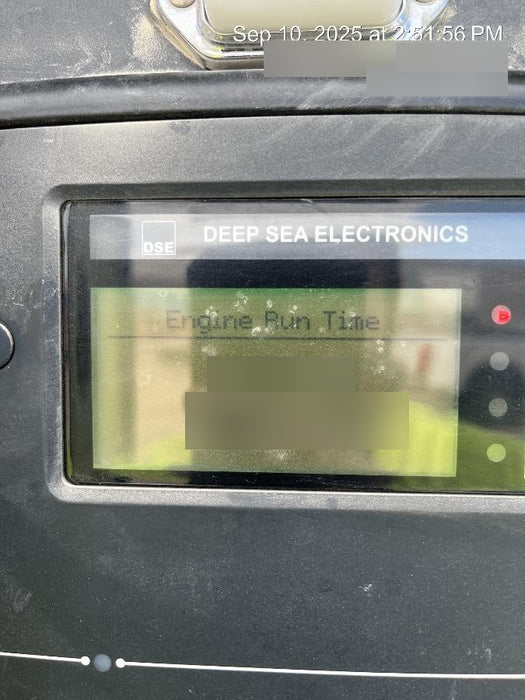 Sep 10, 2025 at 2:51:56 PM
DSE
DEEP SEA ELECTRONICS
Engine Run Time